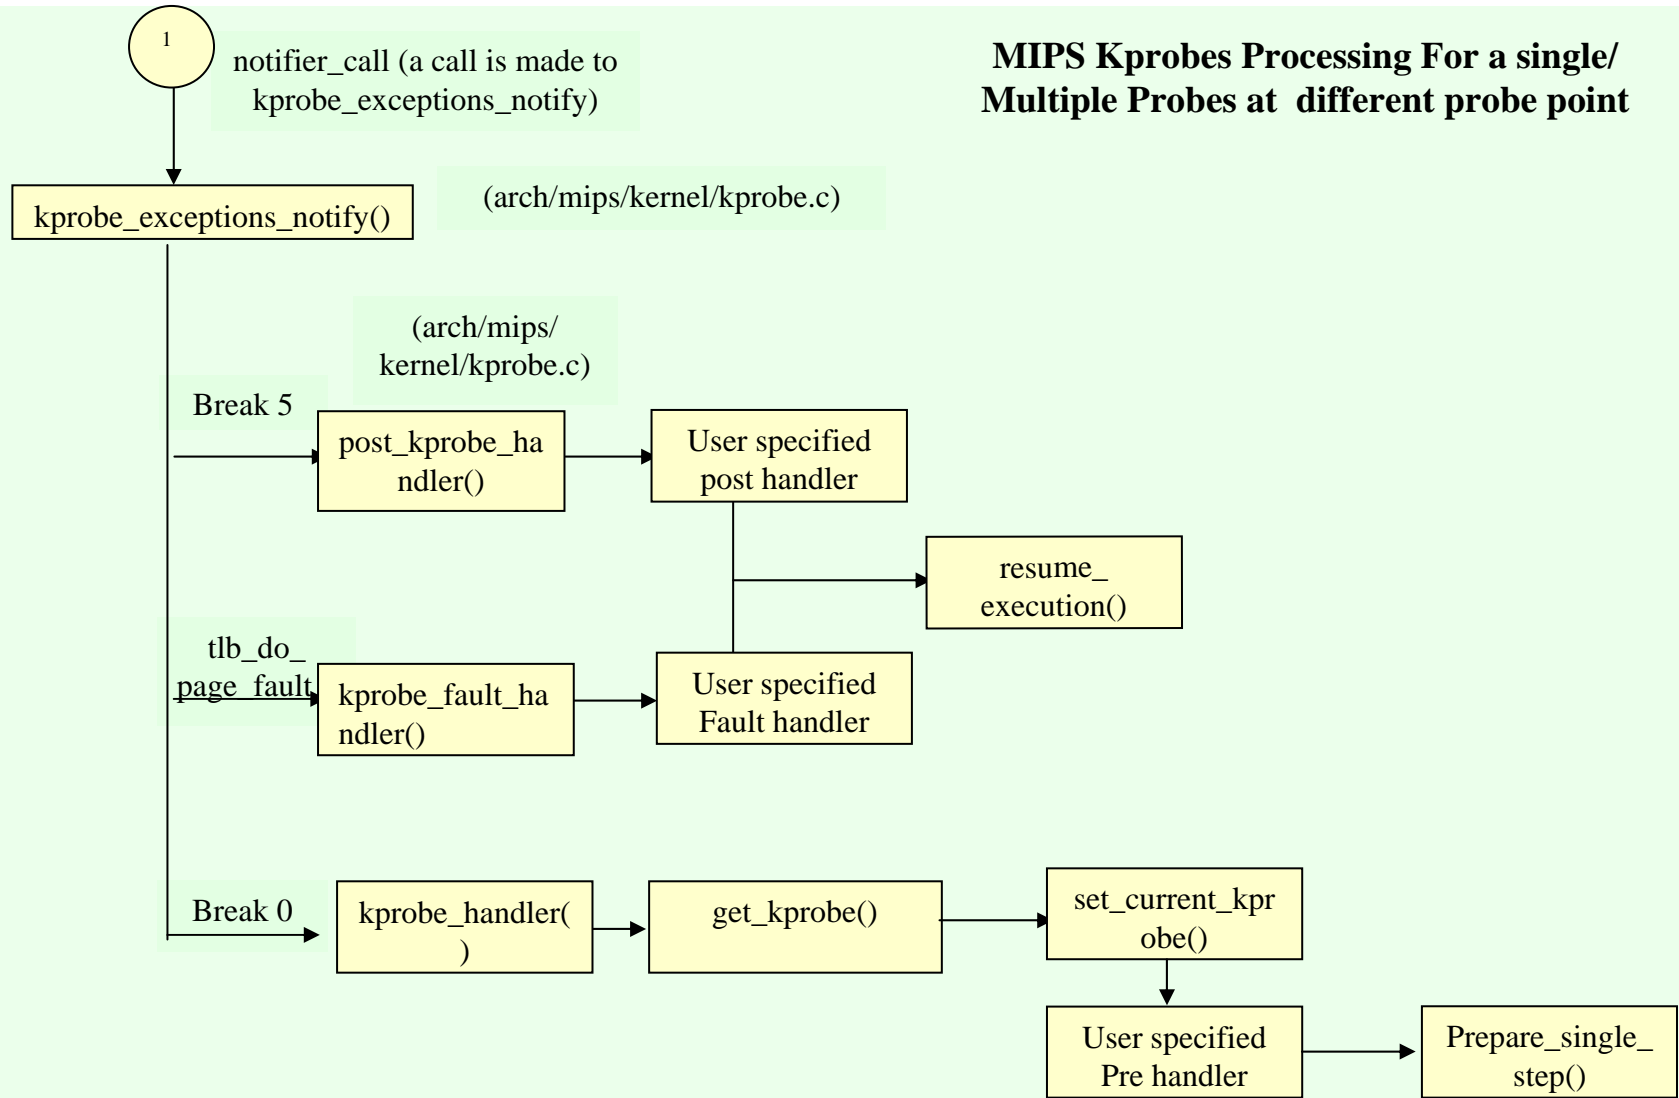 1
notifier_call (a call is made to
kprobe_exceptions_notify)
MIPS Kprobes Processing For a single/
Multiple Probes at different probe point
kprobe_exceptions_notify()
(arch/mips/kernel/kprobe.c)
(arch/mips/
kernel/kprobe.c)
Break 5
post_kprobe_ha
ndler()
User specified
post handler
resume_
execution()
tlb_do_
page_fault
kprobe_fault_ha
ndler()
User specified
Fault handler
Break 0
kprobe_handler(
)
get_kprobe()
set_current_kpr
obe()
User specified
Pre handler
Prepare_single_
step()